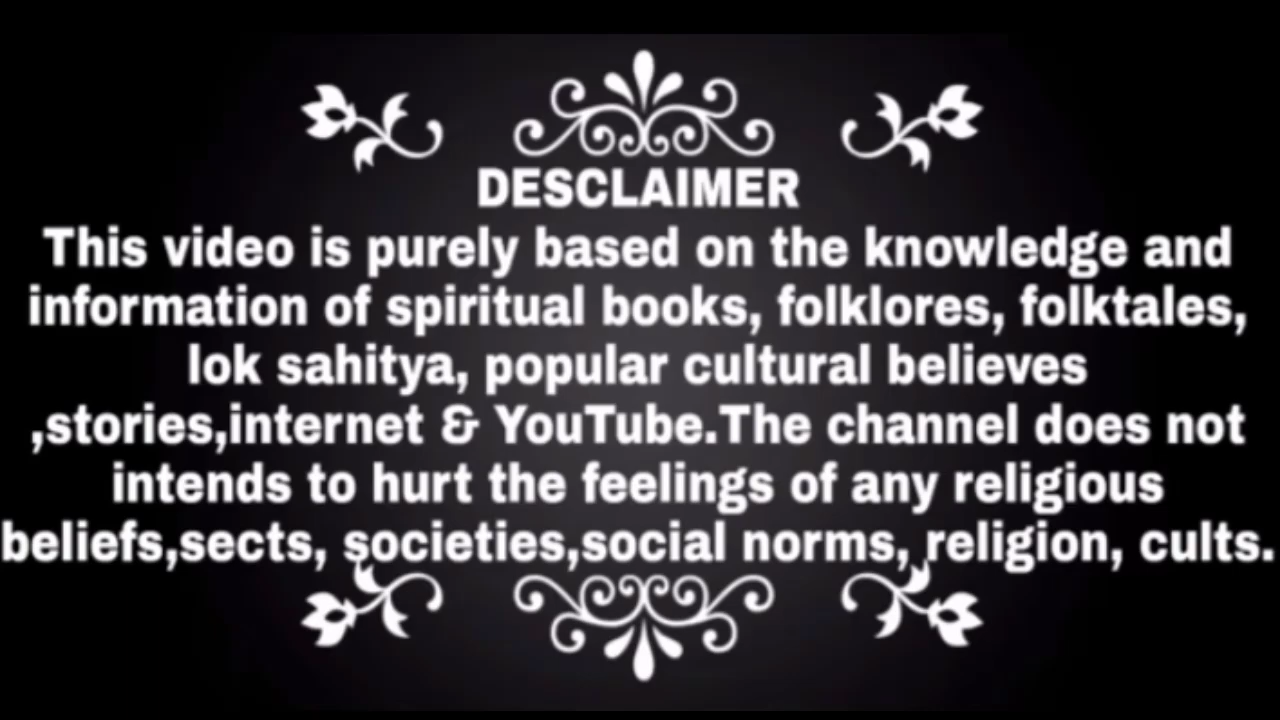 DESCLAIMER
This video is purely based on the knowledge and
information of spiritual books, folklores, folktales,
lok sahitya, popular cultural believes
,stories,internet & YouTube.The channel does not
intends to hurt the feelings of any religious
beliefs,sects, societies,social norms, religion, cults.